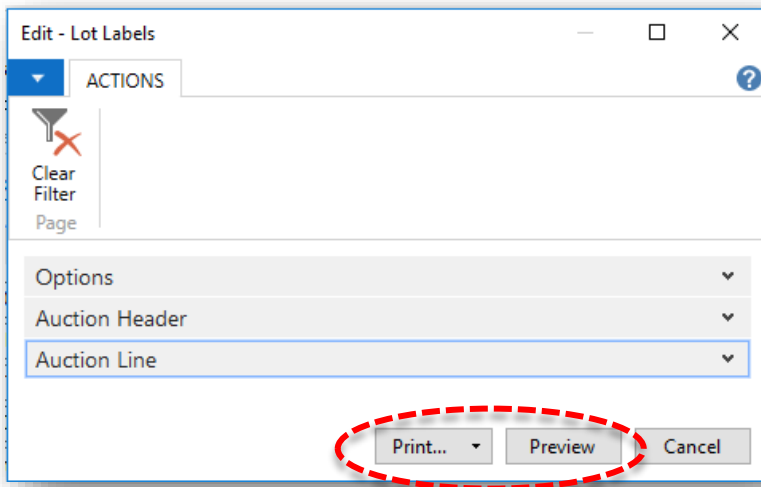 Edit - Lot Labels
ACTIONS
?
Clear
Filter
Page
Options
Auction Header
Auction Line
Print... Preview Cancel